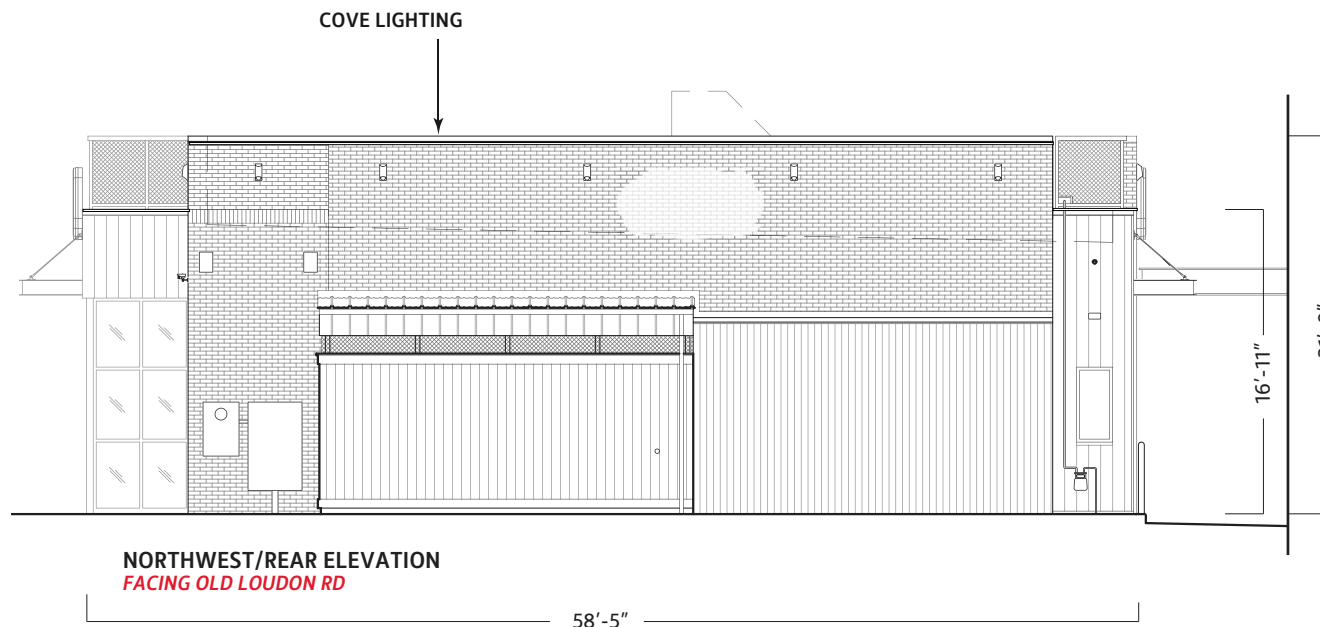 COVE LIGHTING
16’-11”
NORTHWEST/REAR ELEVATION
FACING OLD LOUDON RD
58’-5”